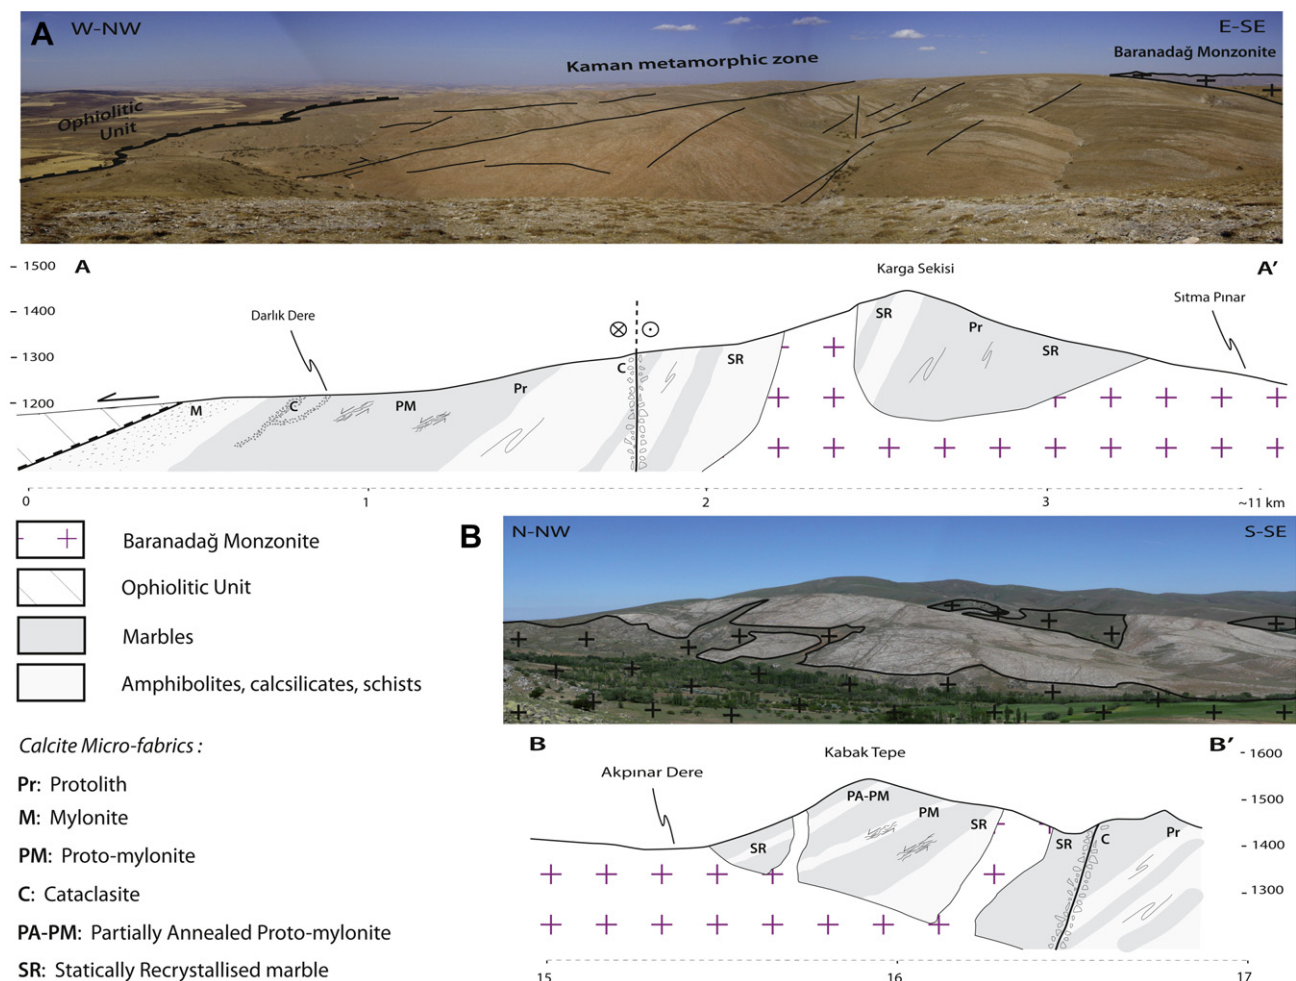 A W-NW E-SE
Kaman metamorphic zone
Baranadağ Monzonite
Ophiolitic
Unit
A A'
- 1500
- 1400
- 1300
- 1200
Karga Sekisi
Sıtma Pınar
Darlık Dere
SR
Pr
SR
SR
C
Pr
PM
C
M
0 1 2 3 ~11 km
Baranadağ Monzonite
Ophiolitic Unit
Marbles
Amphibolites, calcsilicates, schists
Calcite Micro-fabrics :
Pr: Protolith
M: Mylonite
PM: Proto-mylonite
C: Cataclasite
PA-PM: Partially Annealed Proto-mylonite
SR: Statically Recrystallised marble
B N-NW S-SE
B B'
Kabak Tepe
Akpınar Dere
- 1600
- 1500
- 1400
- 1300
PA-PM
PM
SR
SR
SR
C
Pr
15 16 17